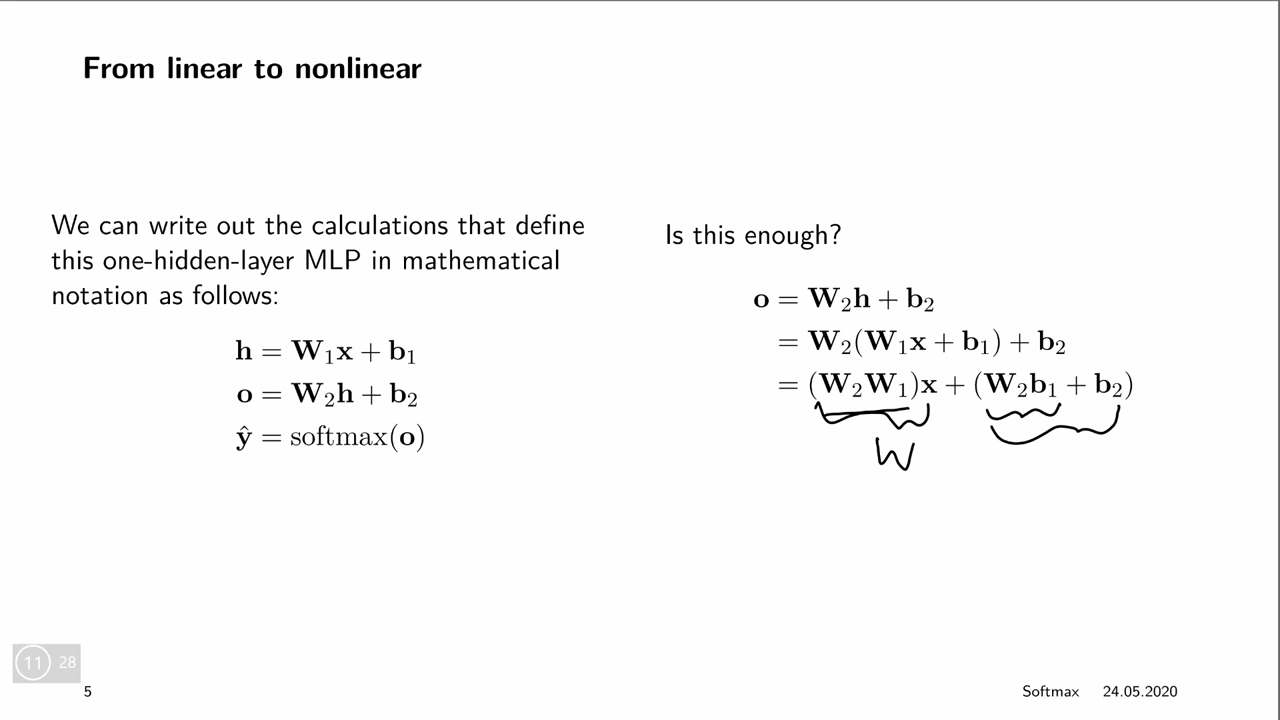 From linear to nonlinear
We can write out the calculations that define
this one-hidden-layer MLP in mathematical
notation as follows:
h = W₁x + b₁
o = W₂h + b₂
ŷ = softmax(o)
Is this enough?
o = W₂h + b₂
= W₂(W₁x + b₁) + b₂
= (W₂W₁)x + (W₂b₁ + b₂)
W
11 28
5
Softmax 24.05.2020